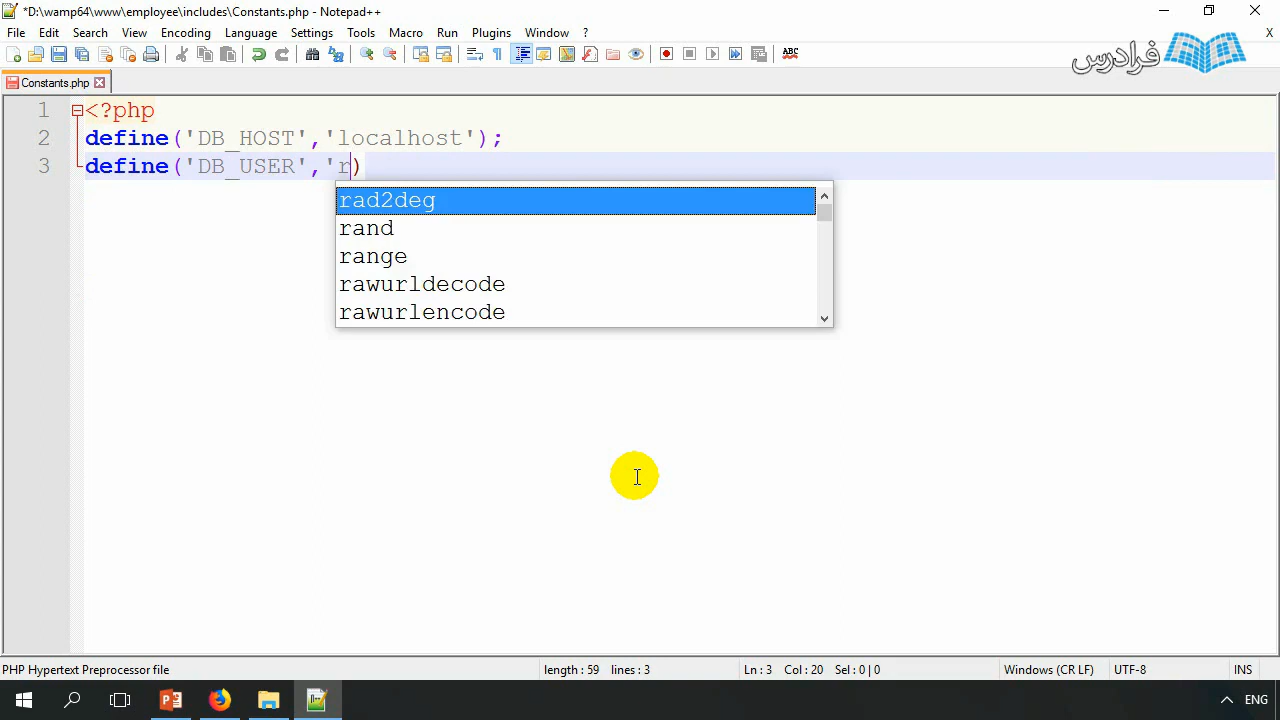 *D:\wamp64\www\employee\includes\Constants.php - Notepad++
File Edit Search View Encoding Language Settings Tools Macro Run Plugins Window ? X
ABC
فرادرس
Constants.php
1 <?php
2 define('DB_HOST','localhost');
3 define('DB_USER','r)
rad2deg
rand
range
rawurldecode
rawurlencode
PHP Hypertext Preprocessor file length : 59 lines : 3 Ln : 3 Col : 20 Sel : 0 | 0 Windows (CR LF) UTF-8 INS
ENG